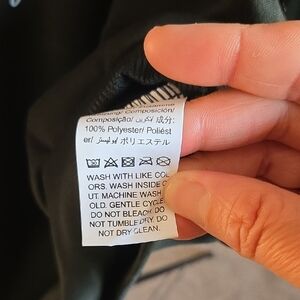 Composizione/
Composição/ تكوين/ 成分:
100% Polyester/ Poliést
er/ بوليستر/ ポリエステル
WASH WITH LIKE COL
ORS. WASH INSIDE O
UT. MACHINE WASH
OLD. GENTLE CYCLE
DO NOT BLEACH. DO
NOT TUMBLE DRY. DO
NOT DRY CLEAN.